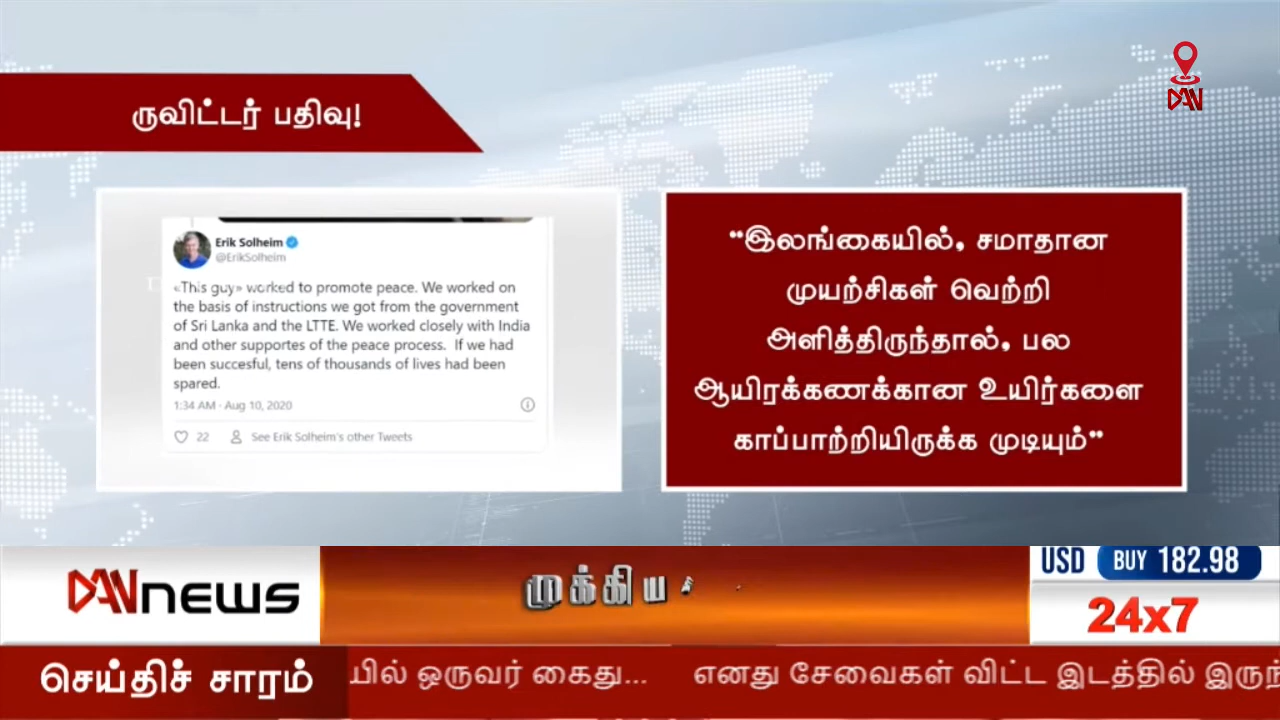 DAN
ருவிட்டர் பதிவு!
Erik Solheim
@ErikSolheim
«This guy» worked to promote peace. We worked on
the basis of instructions we got from the government
of Sri Lanka and the LTTE. We worked closely with India
and other supportes of the peace process. If we had
been succesful, tens of thousands of lives had been
spared.
1:34 AM · Aug 10, 2020
22 See Erik Solheim's other Tweets
“இலங்கையில், சமாதான
முயற்சிகள் வெற்றி
அளித்திருந்தால், பல
ஆயிரக்கணக்கான உயிர்களை
காப்பாற்றியிருக்க முடியும்”
DAN news
முக்கிய
USD BUY 182.98
24x7
செய்திச் சாரம்
யில் ஒருவர் கைது... எனது சேவைகள் விட்ட இடத்தில்